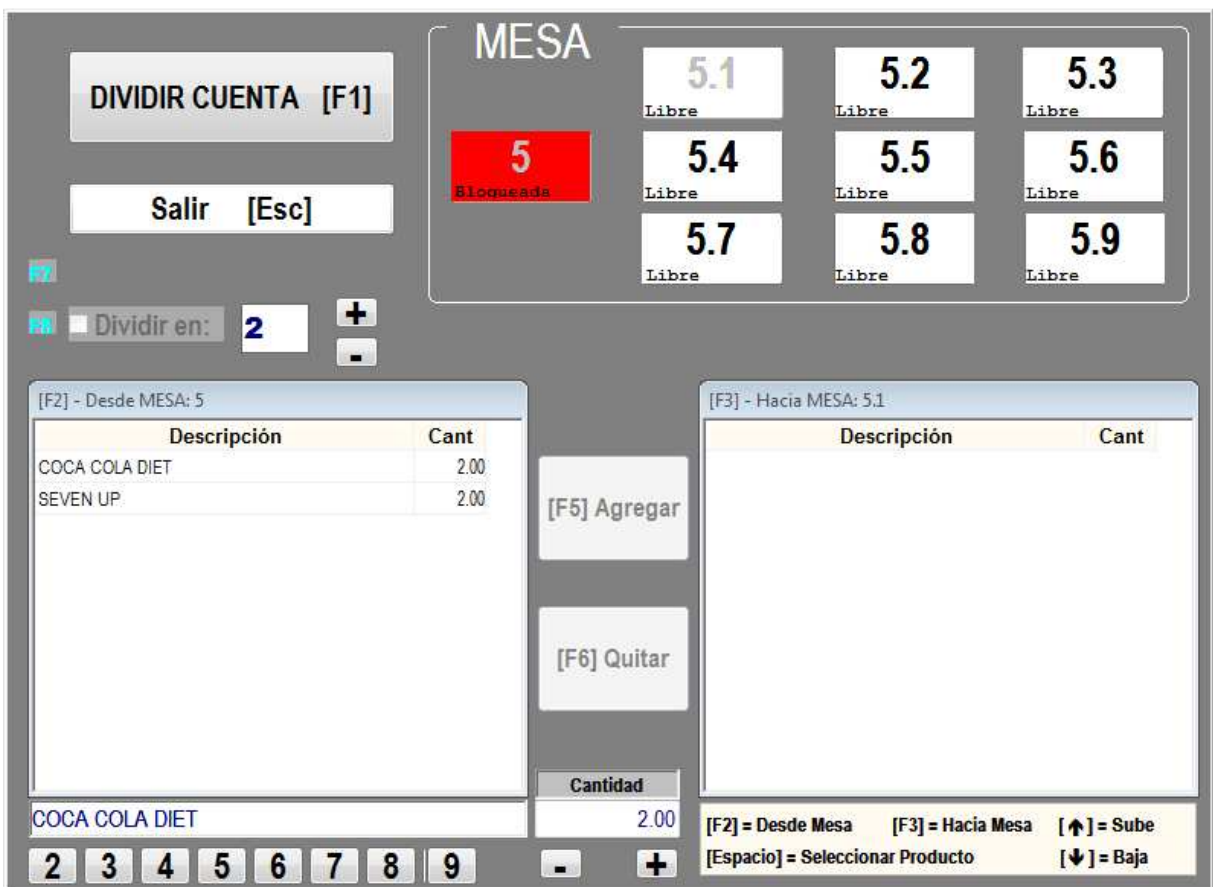 MESA
DIVIDIR CUENTA [F1]
Salir [Esc]
5
Bloqueada
5.1
Libre
5.2
Libre
5.3
Libre
5.4
Libre
5.5
Libre
5.6
Libre
5.7
Libre
5.8
Libre
5.9
Libre
F7
F8 Dividir en: 2 + -
[F2] - Desde MESA: 5
Descripción Cant
COCA COLA DIET 2.00
SEVEN UP 2.00
[F5] Agregar
[F6] Quitar
[F3] - Hacia MESA: 5.1
Descripción Cant
Cantidad
COCA COLA DIET 2.00
2 3 4 5 6 7 8 9 - +
[F2] = Desde Mesa [F3] = Hacia Mesa [↑] = Sube
[Espacio] = Seleccionar Producto [↓] = Baja